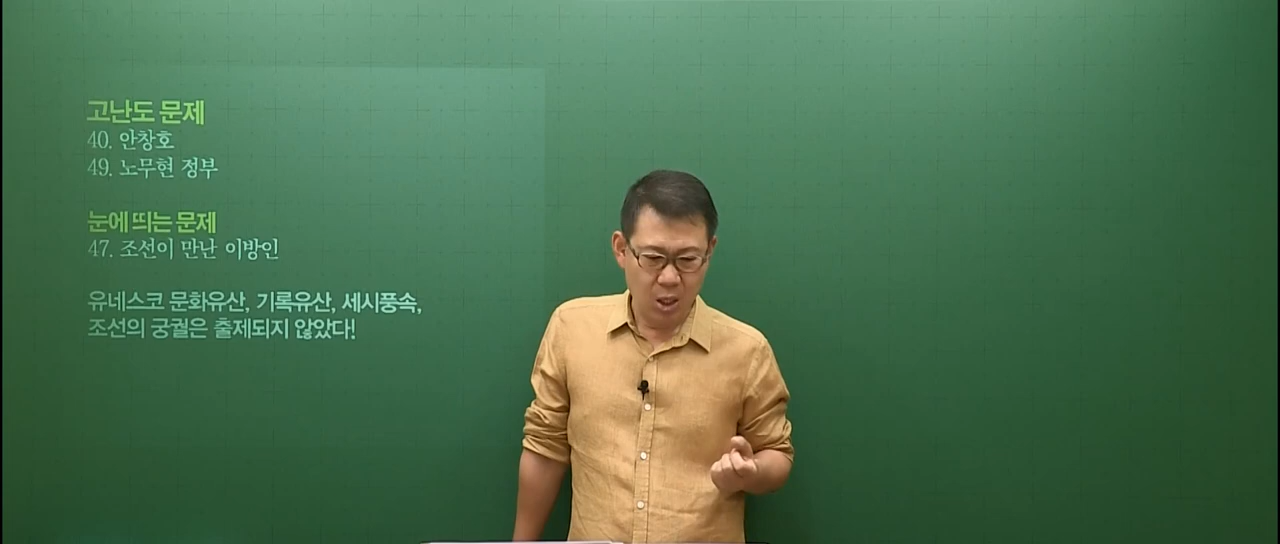 고난도 문제
40. 안창호
49. 노무현 정부
눈에 띄는 문제
47. 조선이 만난 이방인
유네스코 문화유산, 기록유산, 세시풍속,
조선의 궁궐은 출제되지 않았다!